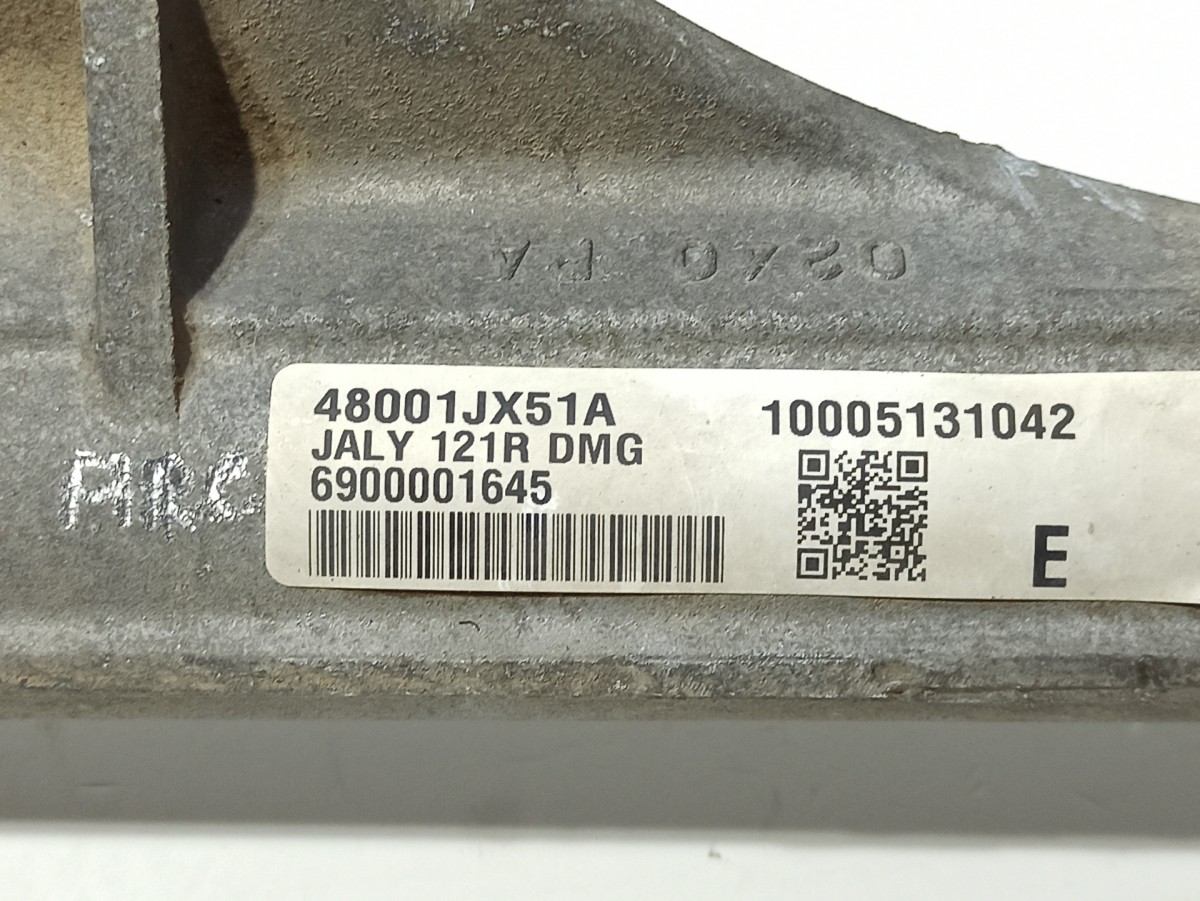 48001JX51A
JALY 121R DMG
6900001645
10005131042
E